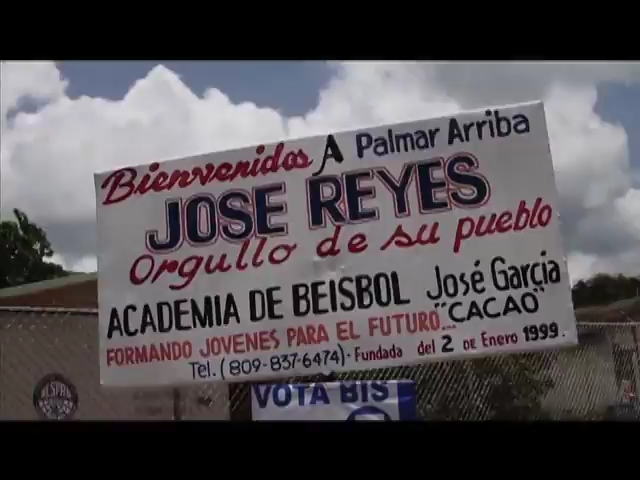 Bienvenidos A Palmar Arriba
JOSE REYES
Orgullo de su pueblo
ACADEMIA DE BEISBOL José Garcia
"CACAO"
FORMANDO JOVENES PARA EL FUTURO...
Tel. (809-837-6474)- Fundada del 2 DE Enero 1999.
VOTA BIS